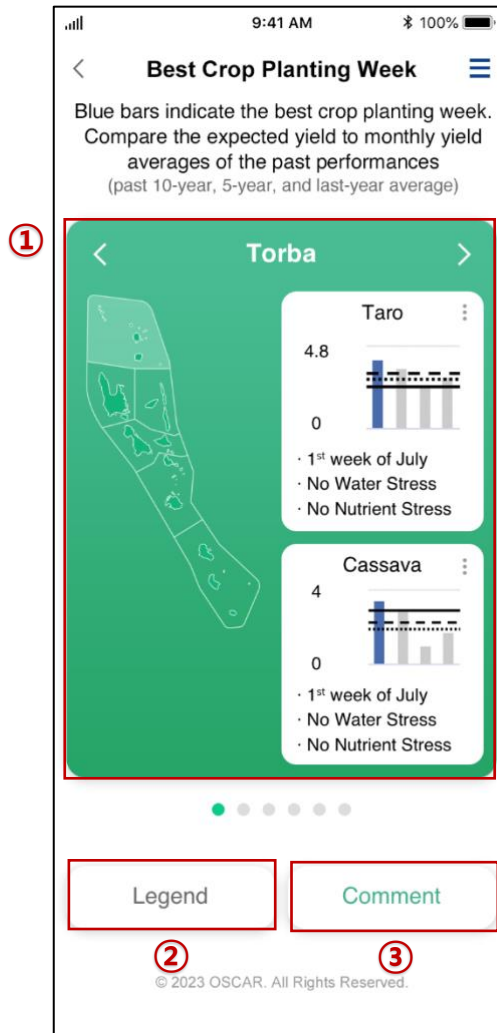 9:41 AM
100%
Best Crop Planting Week
Blue bars indicate the best crop planting week.
Compare the expected yield to monthly yield
averages of the past performances
(past 10-year, 5-year, and last-year average)
①
Torba
Taro
4.8
0
· 1st week of July
· No Water Stress
· No Nutrient Stress
Cassava
4
0
· 1st week of July
· No Water Stress
· No Nutrient Stress
Legend
Comment
②
③
© 2023 OSCAR. All Rights Reserved.